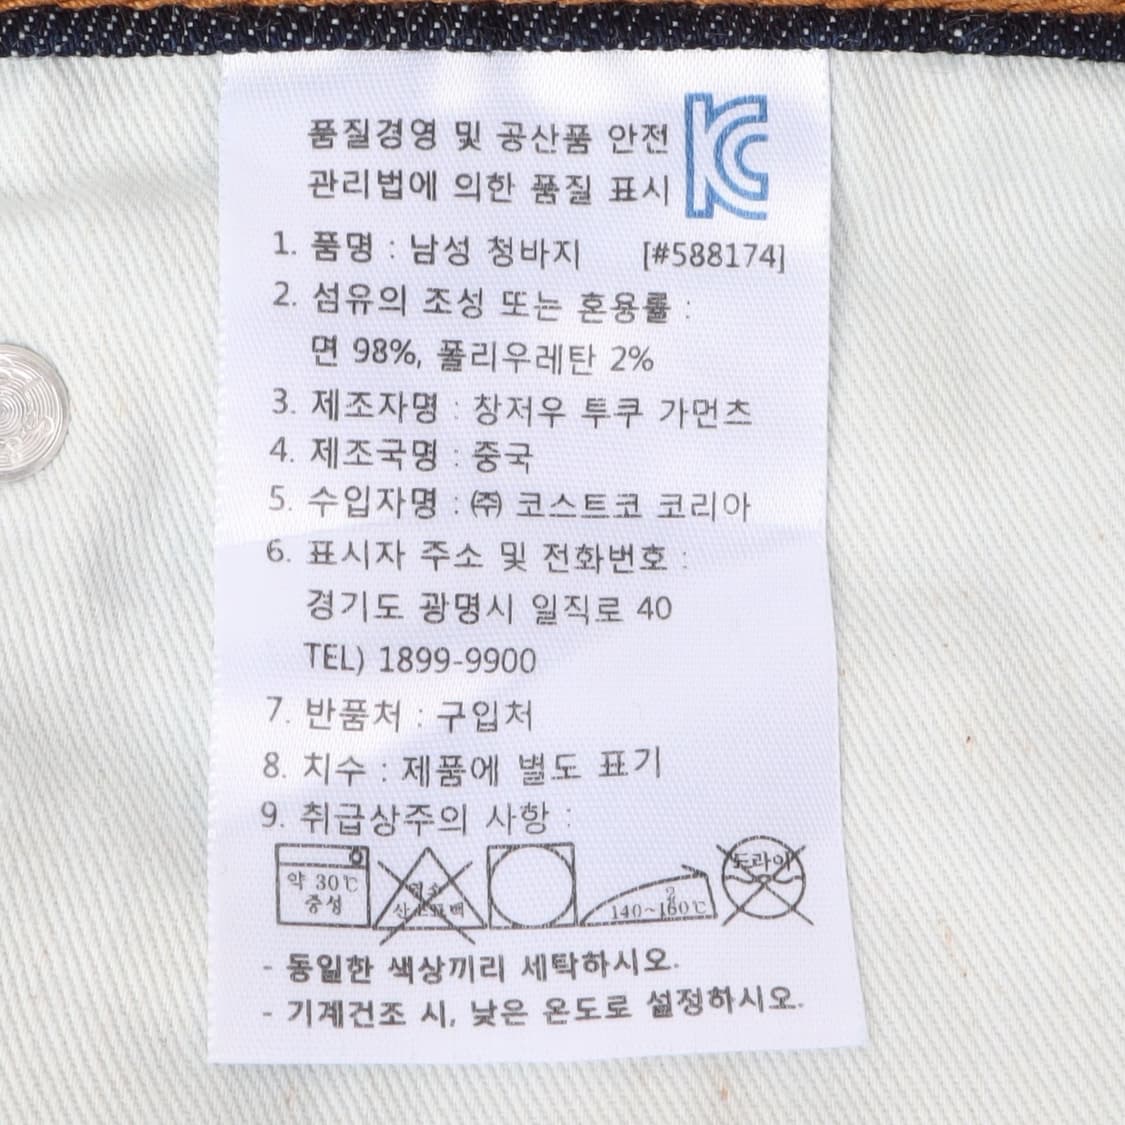 품질경영 및 공산품 안전
관리법에 의한 품질 표시
KC
1. 품명 : 남성 청바지 [#588174]
2. 섬유의 조성 또는 혼용률 :
면 98%, 폴리우레탄 2%
3. 제조자명 : 창저우 투쿠 가먼츠
4. 제조국명 : 중국
5. 수입자명 : ㈜ 코스트코 코리아
6. 표시자 주소 및 전화번호 :
경기도 광명시 일직로 40
TEL) 1899-9900
7. 반품처 : 구입처
8. 치수 : 제품에 별도 표기
9. 취급상주의 사항 :
약 30℃
중성
염소
산소표백
2
140~160℃
드라이
- 동일한 색상끼리 세탁하시오.
- 기계건조 시, 낮은 온도로 설정하시오.